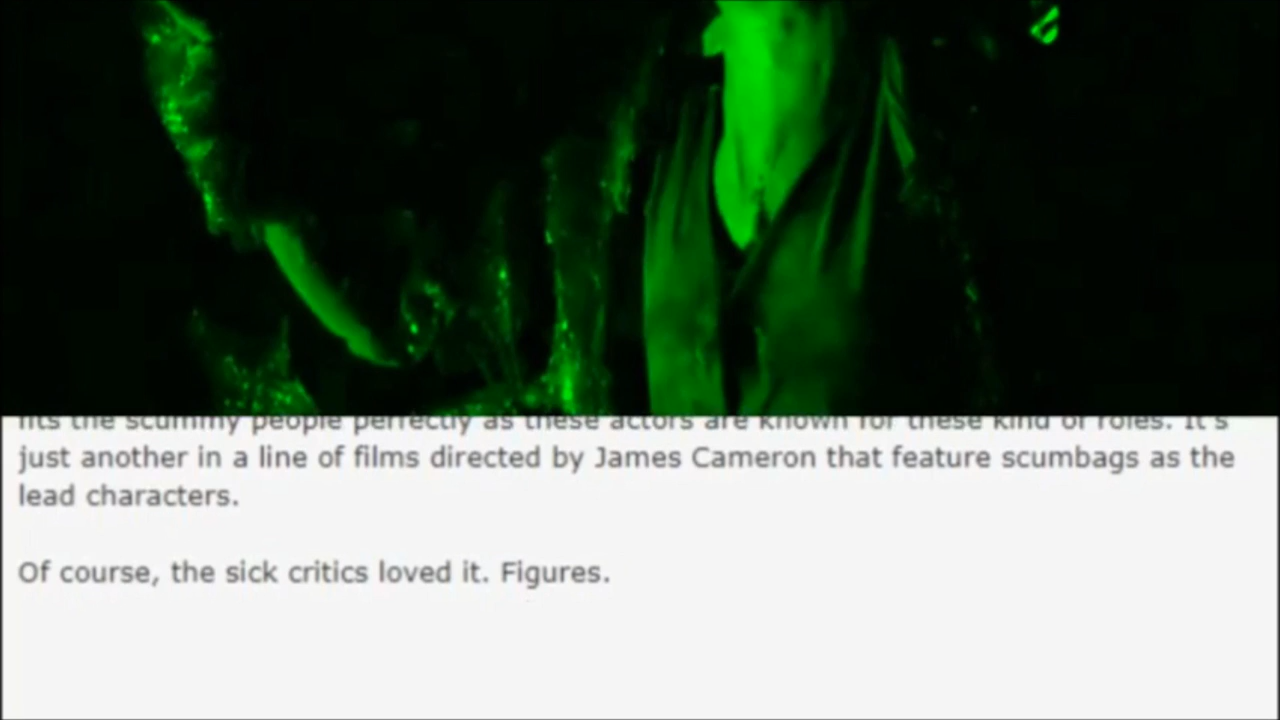 fits the scummy people perfectly as these actors are known for these kind of roles. It's
just another in a line of films directed by James Cameron that feature scumbags as the
lead characters.
Of course, the sick critics loved it. Figures.